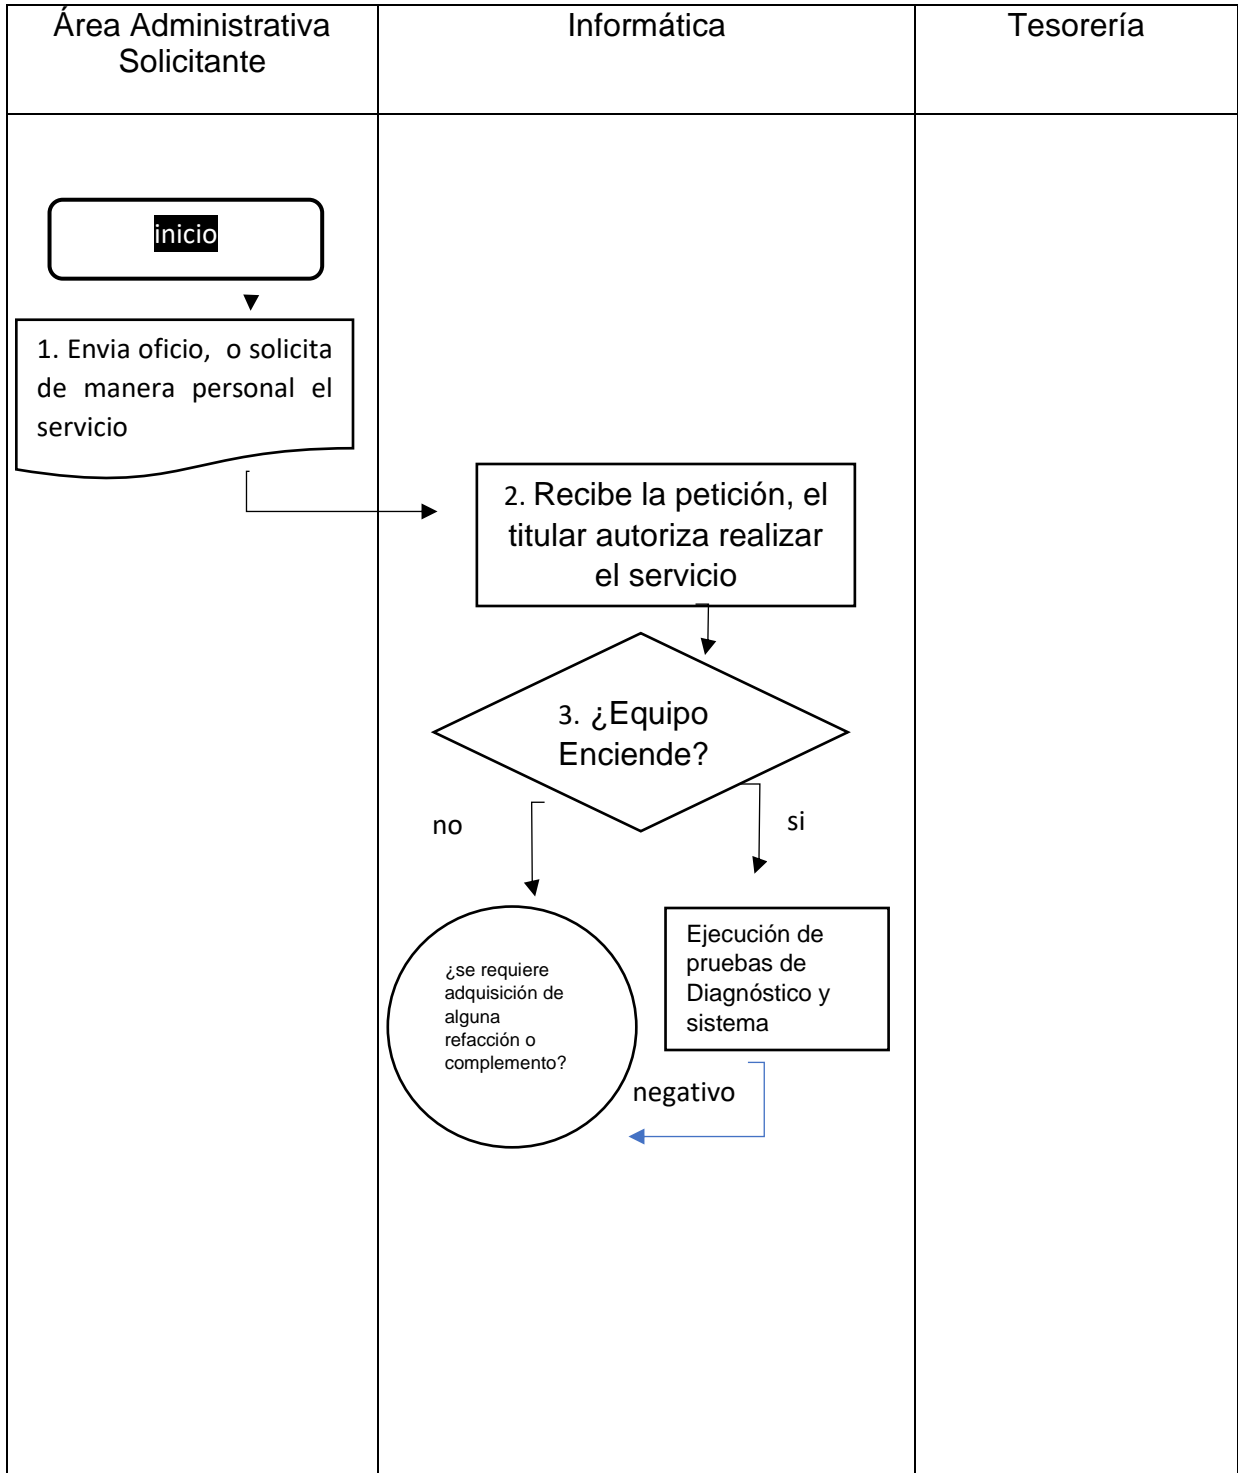 Área Administrativa
Solicitante
Informática
Tesorería
inicio
1. Envia oficio, o solicita
de manera personal el
servicio
2. Recibe la petición, el
titular autoriza realizar
el servicio
3. ¿Equipo
Enciende?
no
si
¿se requiere
adquisición de
alguna
refacción o
complemento?
Ejecución de
pruebas de
Diagnóstico y
sistema
negativo